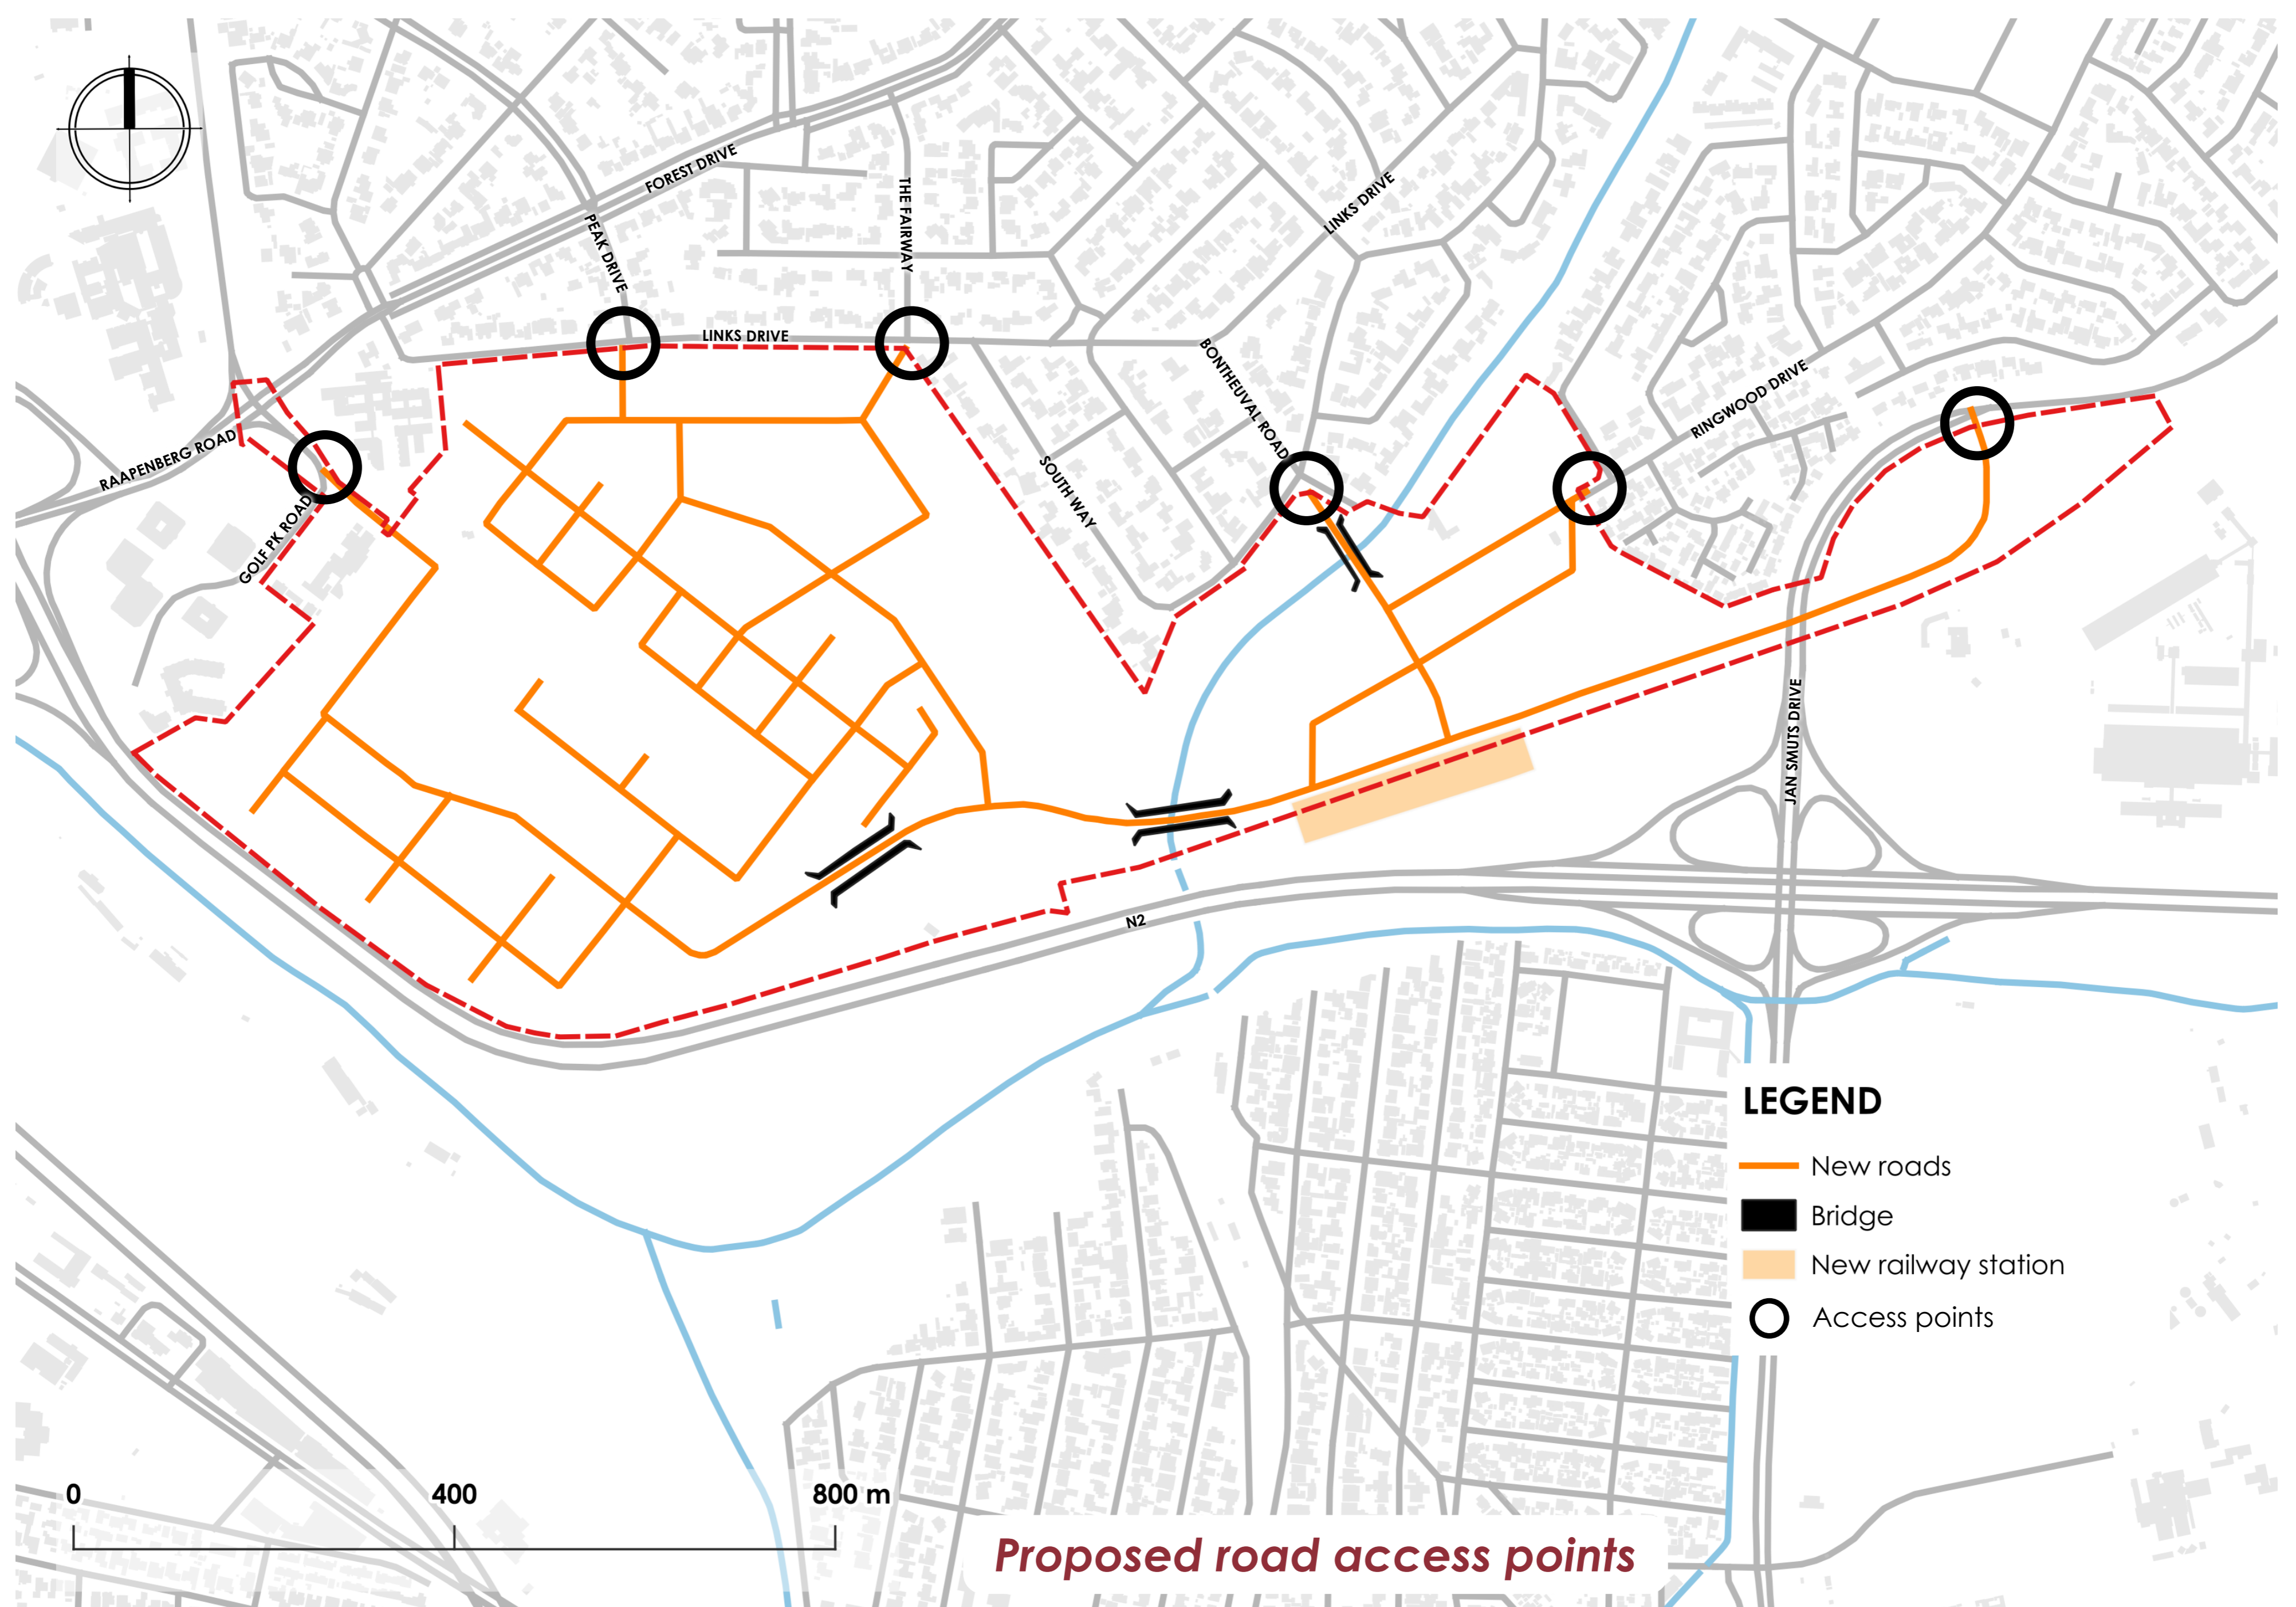 FOREST DRIVE
THE FAIRWAY
PEAK DRIVE
LINKS DRIVE
LINKS DRIVE
BONTHEUVAL ROAD
RINGWOOD DRIVE
RAAPENBERG ROAD
GOLF PK ROAD
SOUTH WAY
JAN SMUTS DRIVE
N2
LEGEND
New roads
Bridge
New railway station
Access points
0 400 800 m
Proposed road access points